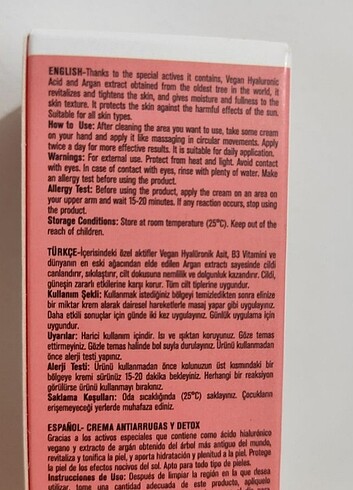 ENGLISH-Thanks to the special actives it contains, Vegan Hyaluronic
Acid and Argan extract obtained from the oldest tree in the world, it
revitalizes and tightens the skin, and gives moisture and fullness to the
skin texture. It protects the skin against the harmful effects of the sun.
Suitable for all skin types.
How to Use: After cleaning the area you want to use, take some cream
on your hand and apply it like massaging in circular movements. Apply
twice a day for more effective results. It is suitable for daily application.
Warnings: For external use. Protect from heat and light. Avoid contact
with eyes. In case of contact with eyes, rinse with plenty of water. Make
an allergy test before using the product.
Allergy Test: Before using the product, apply the cream on an area on
your upper arm and wait 15-20 minutes. If any reaction occurs, stop using
the product.
Storage Conditions: Store at room temperature (25ºC). Keep out of the
reach of children.
TÜRKÇE-İçerisindeki özel aktifler Vegan Hyalüronik Asit, B3 Vitamini ve
dünyanın en eski ağacından elde edilen Argan extractı sayesinde cildi
canlandırır, sıkılaştırır, cilt dokusuna nemlilik ve dolgunluk kazandırır. Cildi,
güneşin zararlı etkilerine karşı korur. Tüm cilt tiplerine uygundur.
Kullanım Şekli: Kullanmak istediğiniz bölgeyi temizledikten sonra elinize
bir miktar krem alarak dairesel hareketlerle masaj yapar gibi uygulayınız.
Daha etkili sonuçlar için günde iki kez uygulayınız. Günlük uygulama için
uygundur.
Uyarılar: Harici kullanım içindir. Isı ve ışıktan koruyunuz. Göze temas
ettirmeyiniz. Göze temas halinde bol suyla durulayınız. Ürünü kullanmadan
önce alerji testi yapınız.
Alerji Testi: Ürünü kullanmadan önce kolunuzun üst kısmındaki bir
bölgeye kremi sürünüz 15-20 dakika bekleyiniz. Herhangi bir reaksiyon
görülürse ürünü kullanmayı bırakınız.
Saklama Koşulları: Oda sıcaklığında (25ºC) saklayınız. Çocukların
erişemeyeceği yerlerde muhafaza ediniz.
ESPAÑOL- CREMA ANTIARRUGAS Y DETOX
Gracias a los activos especiales que contiene como ácido hialurónico
vegano y extracto de argán obtenido del árbol más antiguo del mundo,
revitaliza y tonifica la piel, y aporta hidratación y plenitud a la piel. Protege
la piel de los efectos nocivos del sol. Apto para todo tipo de pieles.
Instrucciones de Uso: Después de limpiar la región en la que desea
utilizar, tome una cantidad adecuada de este producto, aplíquelo